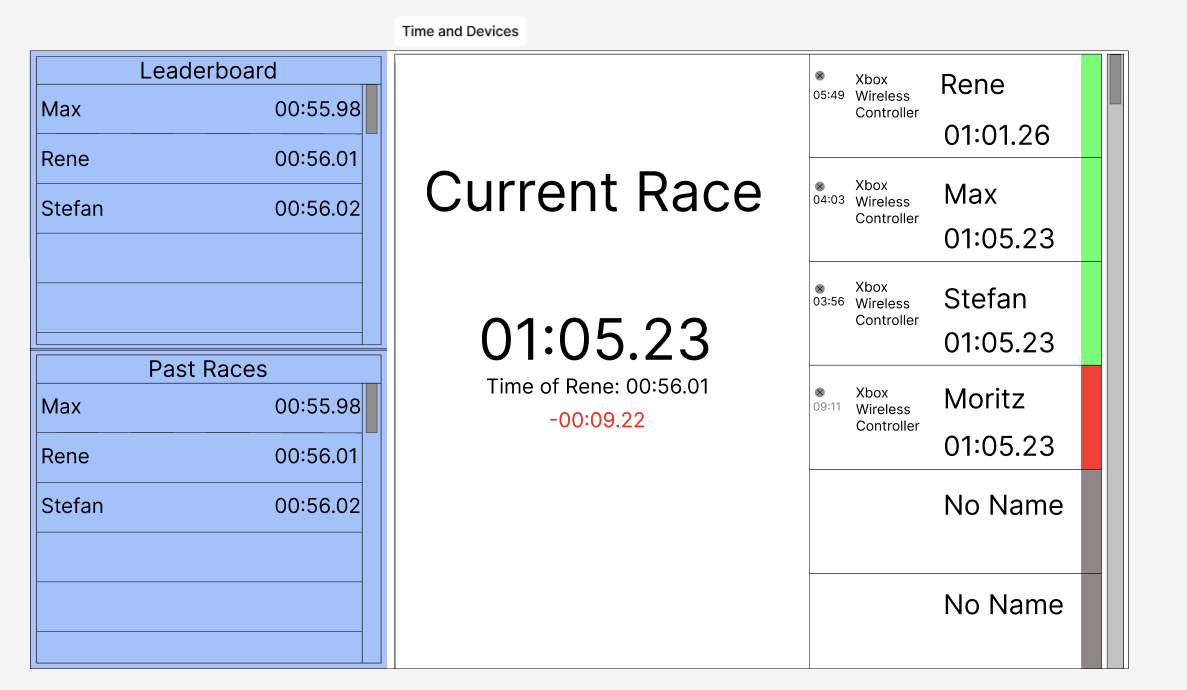 Time and Devices
Leaderboard
Max 00:55.98
Rene 00:56.01
Stefan 00:56.02
Past Races
Max 00:55.98
Rene 00:56.01
Stefan 00:56.02
Current Race
01:05.23
Time of Rene: 00:56.01
-00:09.22
05:49
Xbox
Wireless
Controller
Rene
01:01.26
04:03
Xbox
Wireless
Controller
Max
01:05.23
03:56
Xbox
Wireless
Controller
Stefan
01:05.23
09:11
Xbox
Wireless
Controller
Moritz
01:05.23
No Name
No Name